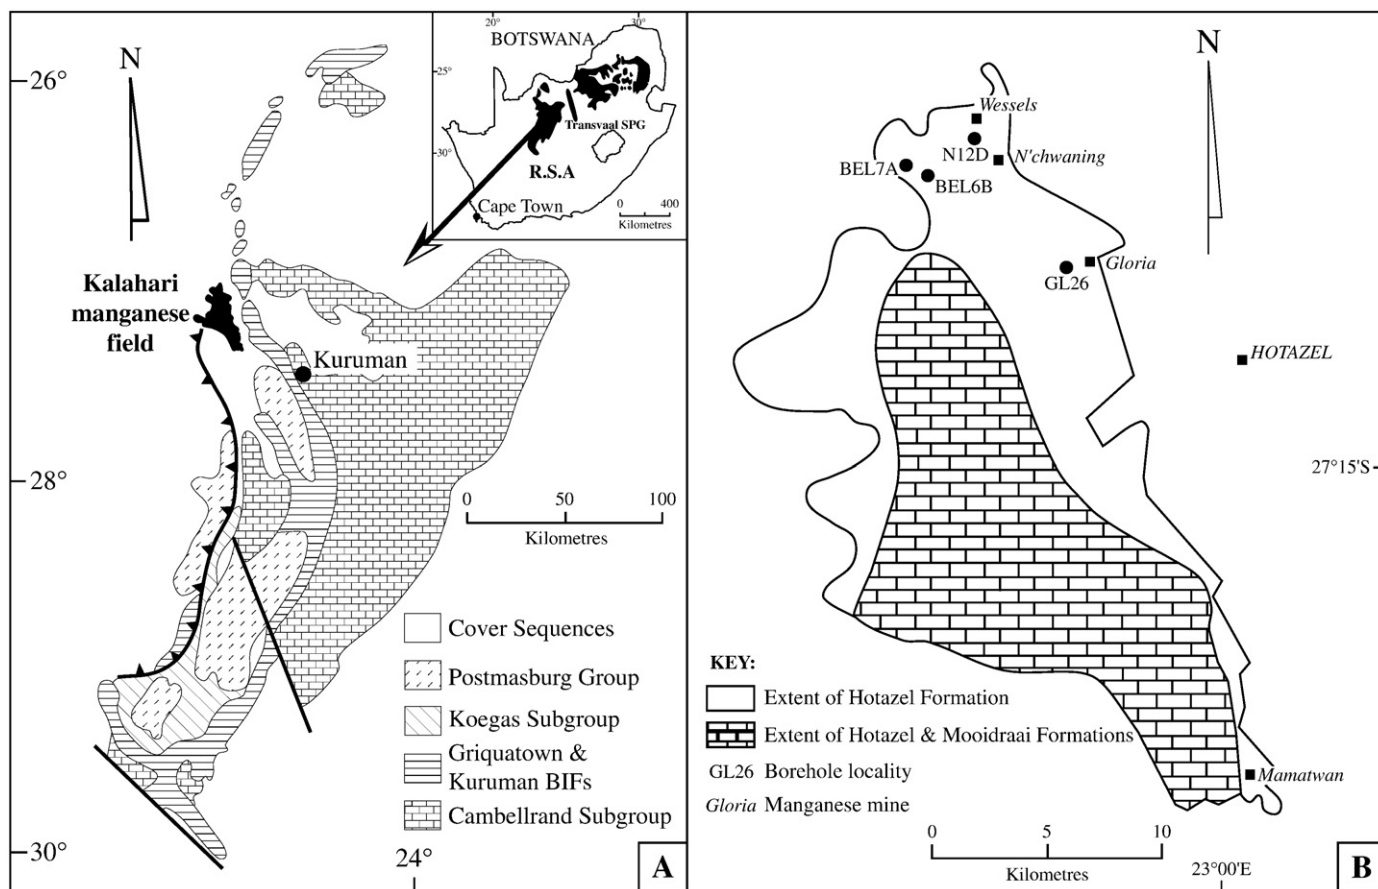 N
26°
28°
30°
24°
Kalahari
manganese
field
Kuruman
0 50 100
Kilometres
Cover Sequences
Postmasburg Group
Koegas Subgroup
Griquatown &
Kuruman BIFs
Cambellrand Subgroup
A
20° 30°
BOTSWANA
25°
Transvaal SPG
30°
R.S.A
Cape Town
0 400
Kilometres
N
Wessels
N12D
N'chwaning
BEL7A
BEL6B
Gloria
GL26
HOTAZEL
27°15'S
KEY:
Extent of Hotazel Formation
Extent of Hotazel & Mooidraai Formations
GL26 Borehole locality
Gloria Manganese mine
Mamatwan
0 5 10
Kilometres
23°00'E
B